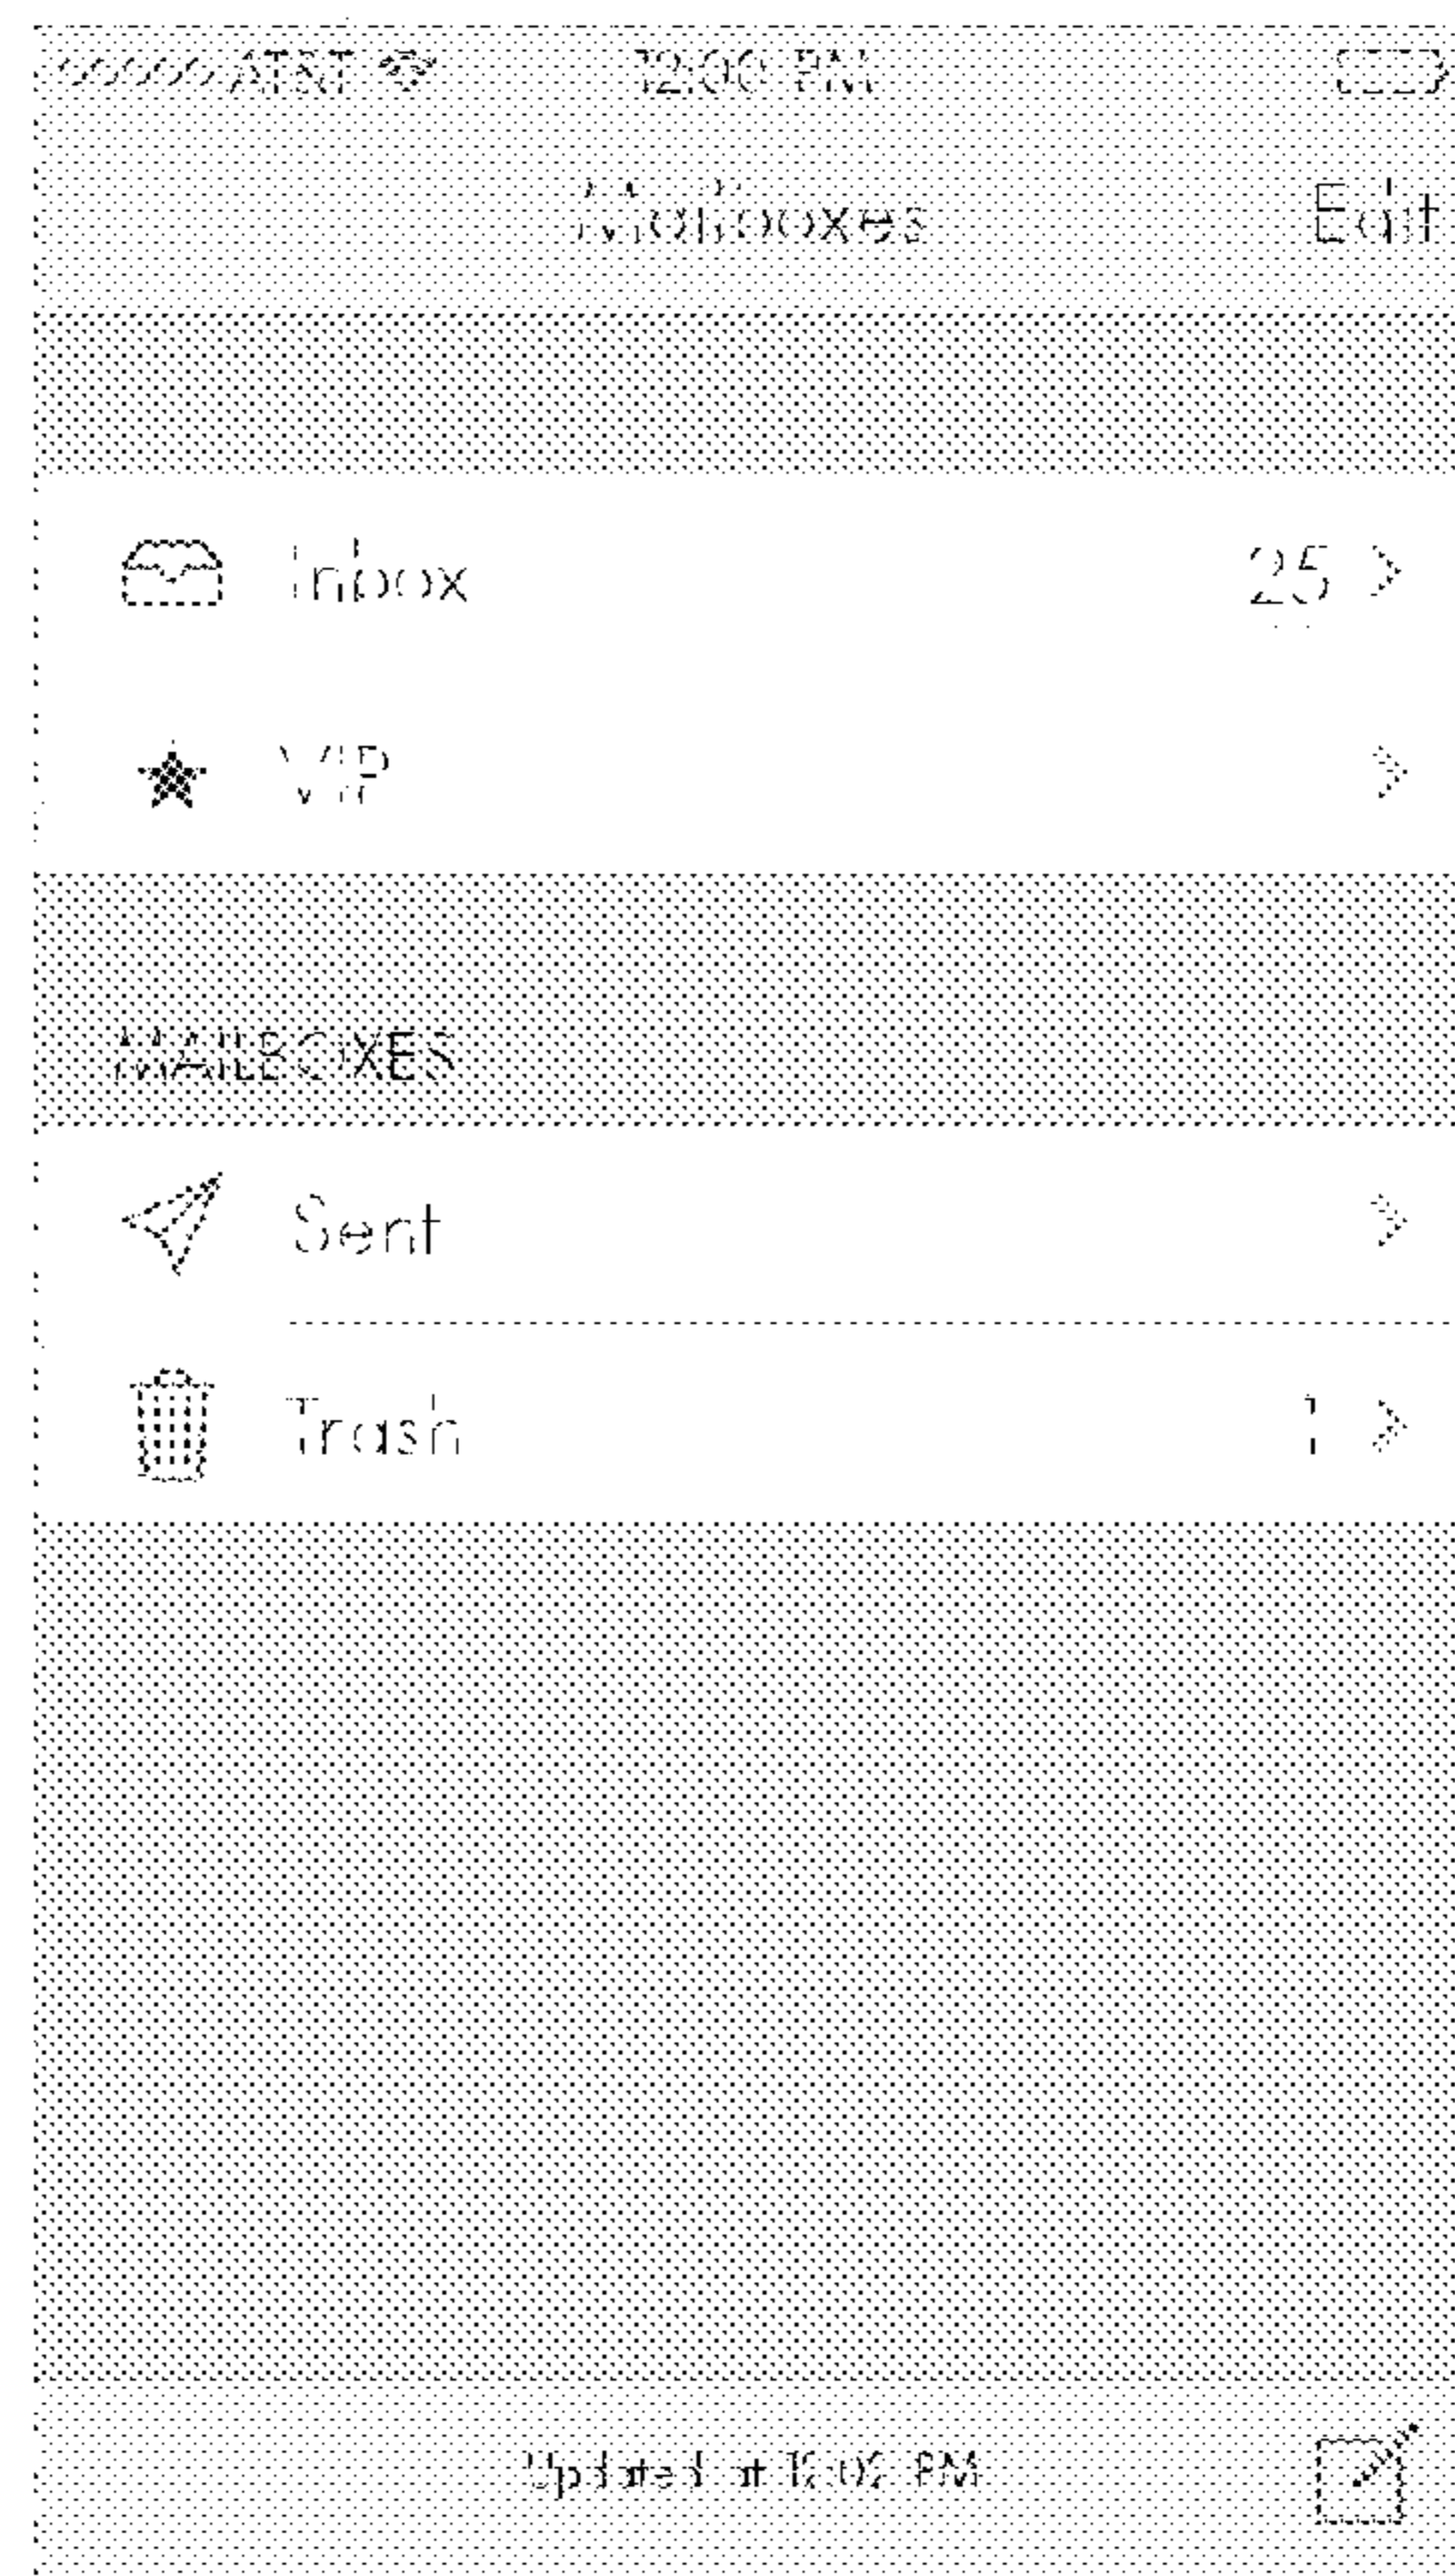 AT&T 12:00 PM
Mailboxes Edit
Inbox 25
VIP
MAILBOXES
Sent
Trash 1
Updated at 12:02 PM